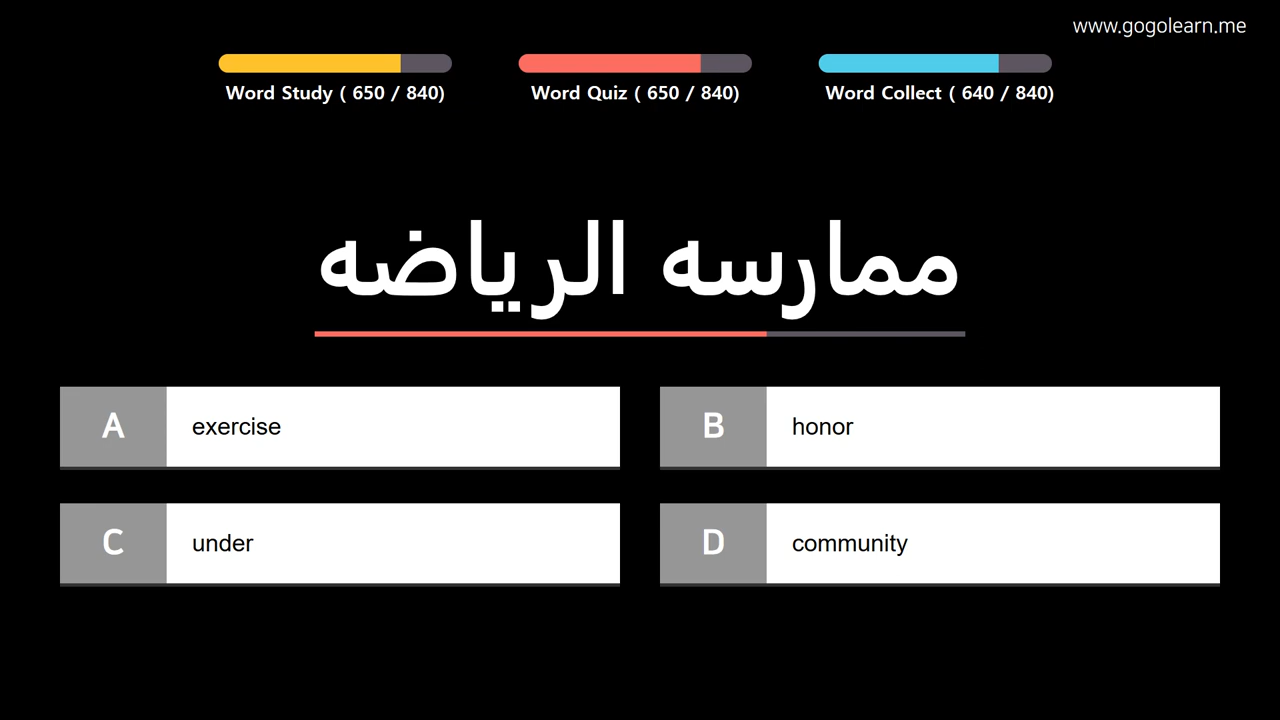 www.gogolearn.me
Word Study ( 650 / 840)
Word Quiz ( 650 / 840)
Word Collect ( 640 / 840)
ممارسه الرياضه
A exercise
B honor
C under
D community